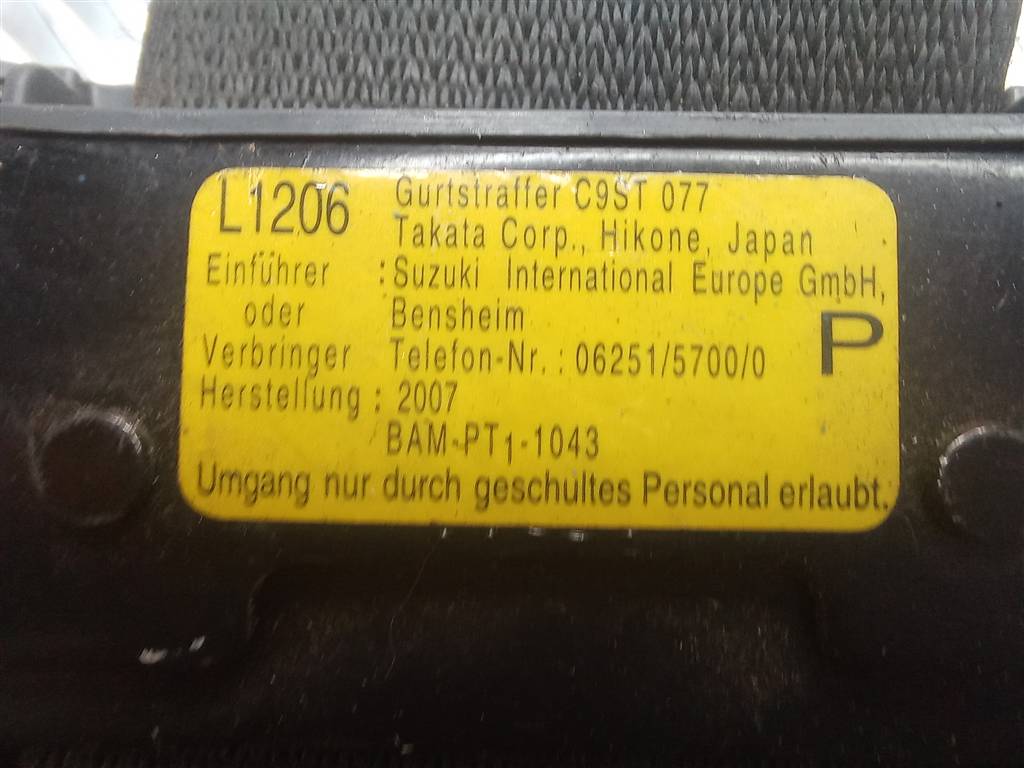 L1206 Gurtstraffer C9ST 077
Takata Corp., Hikone, Japan
Einführer : Suzuki International Europe GmbH,
oder Bensheim
Verbringer Telefon-Nr. : 06251/5700/0
P
Herstellung : 2007
BAM-PT1-1043
Umgang nur durch geschultes Personal erlaubt.